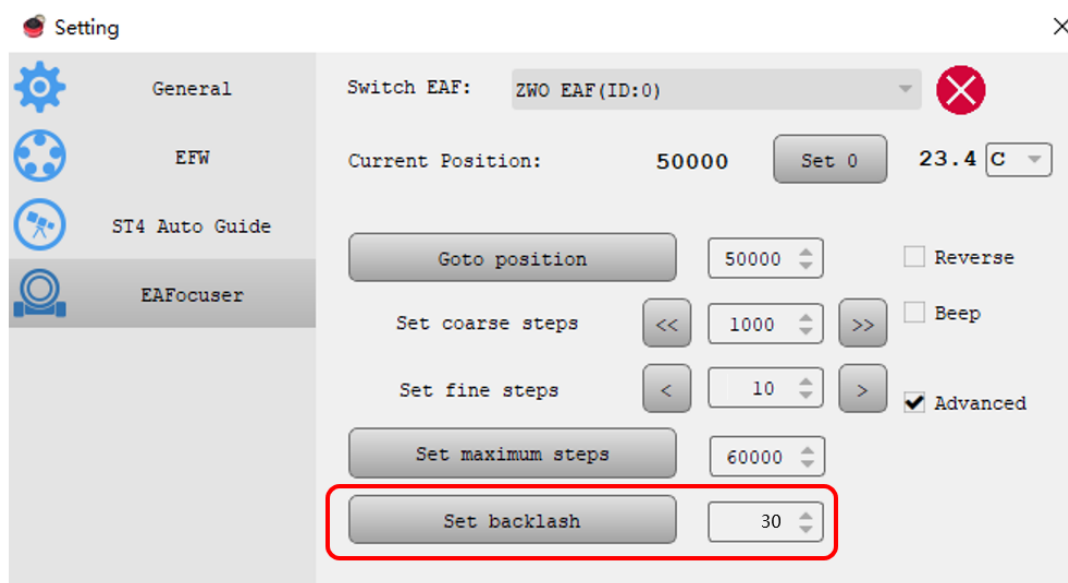 Setting
General
EFW
ST4 Auto Guide
EAFocuser
Switch EAF: ZWO EAF(ID:0)
Current Position: 50000 Set 0 23.4 C
Goto position 50000 Reverse
Set coarse steps << 1000 >> Beep
Set fine steps < 10 > Advanced
Set maximum steps 60000
Set backlash 30